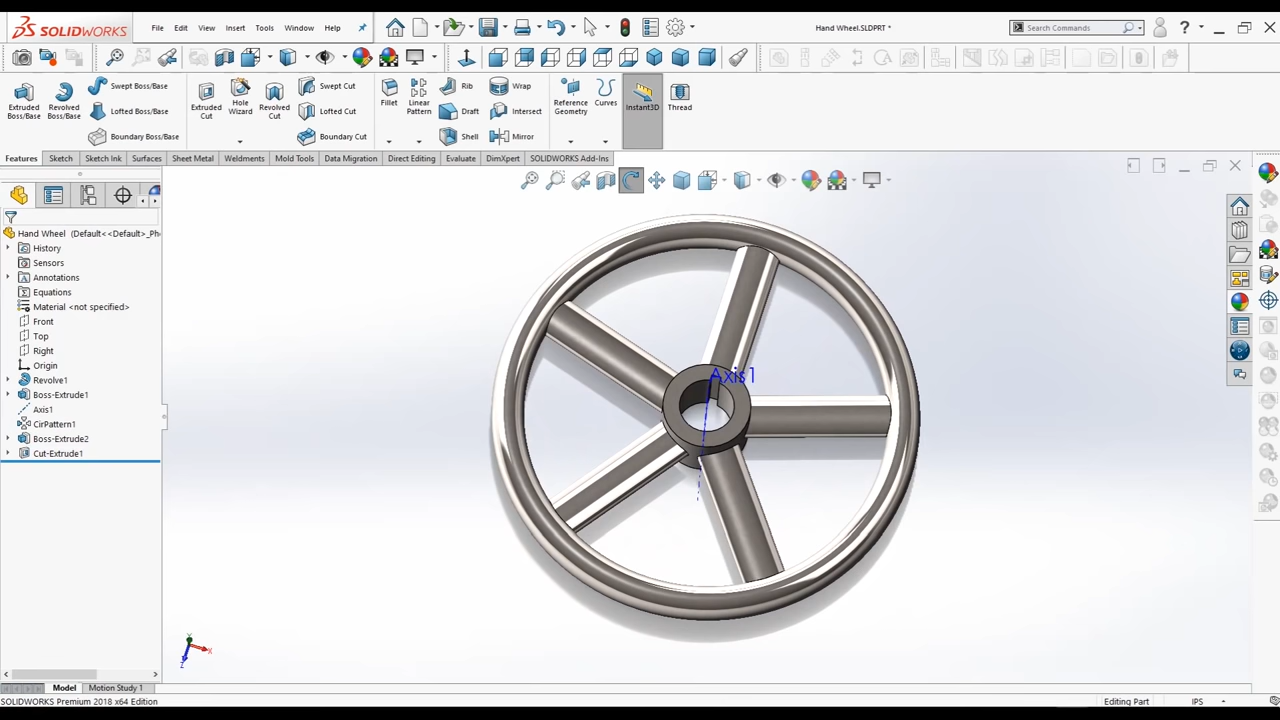 SOLIDWORKS
File Edit View Insert Tools Window Help
Hand Wheel.SLDPRT *
Search Commands
?
Extruded Boss/Base
Revolved Boss/Base
Swept Boss/Base
Lofted Boss/Base
Boundary Boss/Base
Extruded Cut
Hole Wizard
Revolved Cut
Swept Cut
Lofted Cut
Boundary Cut
Fillet
Linear Pattern
Rib
Draft
Shell
Wrap
Intersect
Mirror
Reference Geometry
Curves
Instant3D
Thread
Features Sketch Sketch Ink Surfaces Sheet Metal Weldments Mold Tools Data Migration Direct Editing Evaluate DimXpert SOLIDWORKS Add-Ins
Hand Wheel (Default<<Default>_Ph
History
Sensors
Annotations
Equations
Material <not specified>
Front
Top
Right
Origin
Revolve1
Boss-Extrude1
Axis1
CirPattern1
Boss-Extrude2
Cut-Extrude1
Axis1
Y
X
Z
Model Motion Study 1
SOLIDWORKS Premium 2018 x64 Edition
Editing Part
IPS